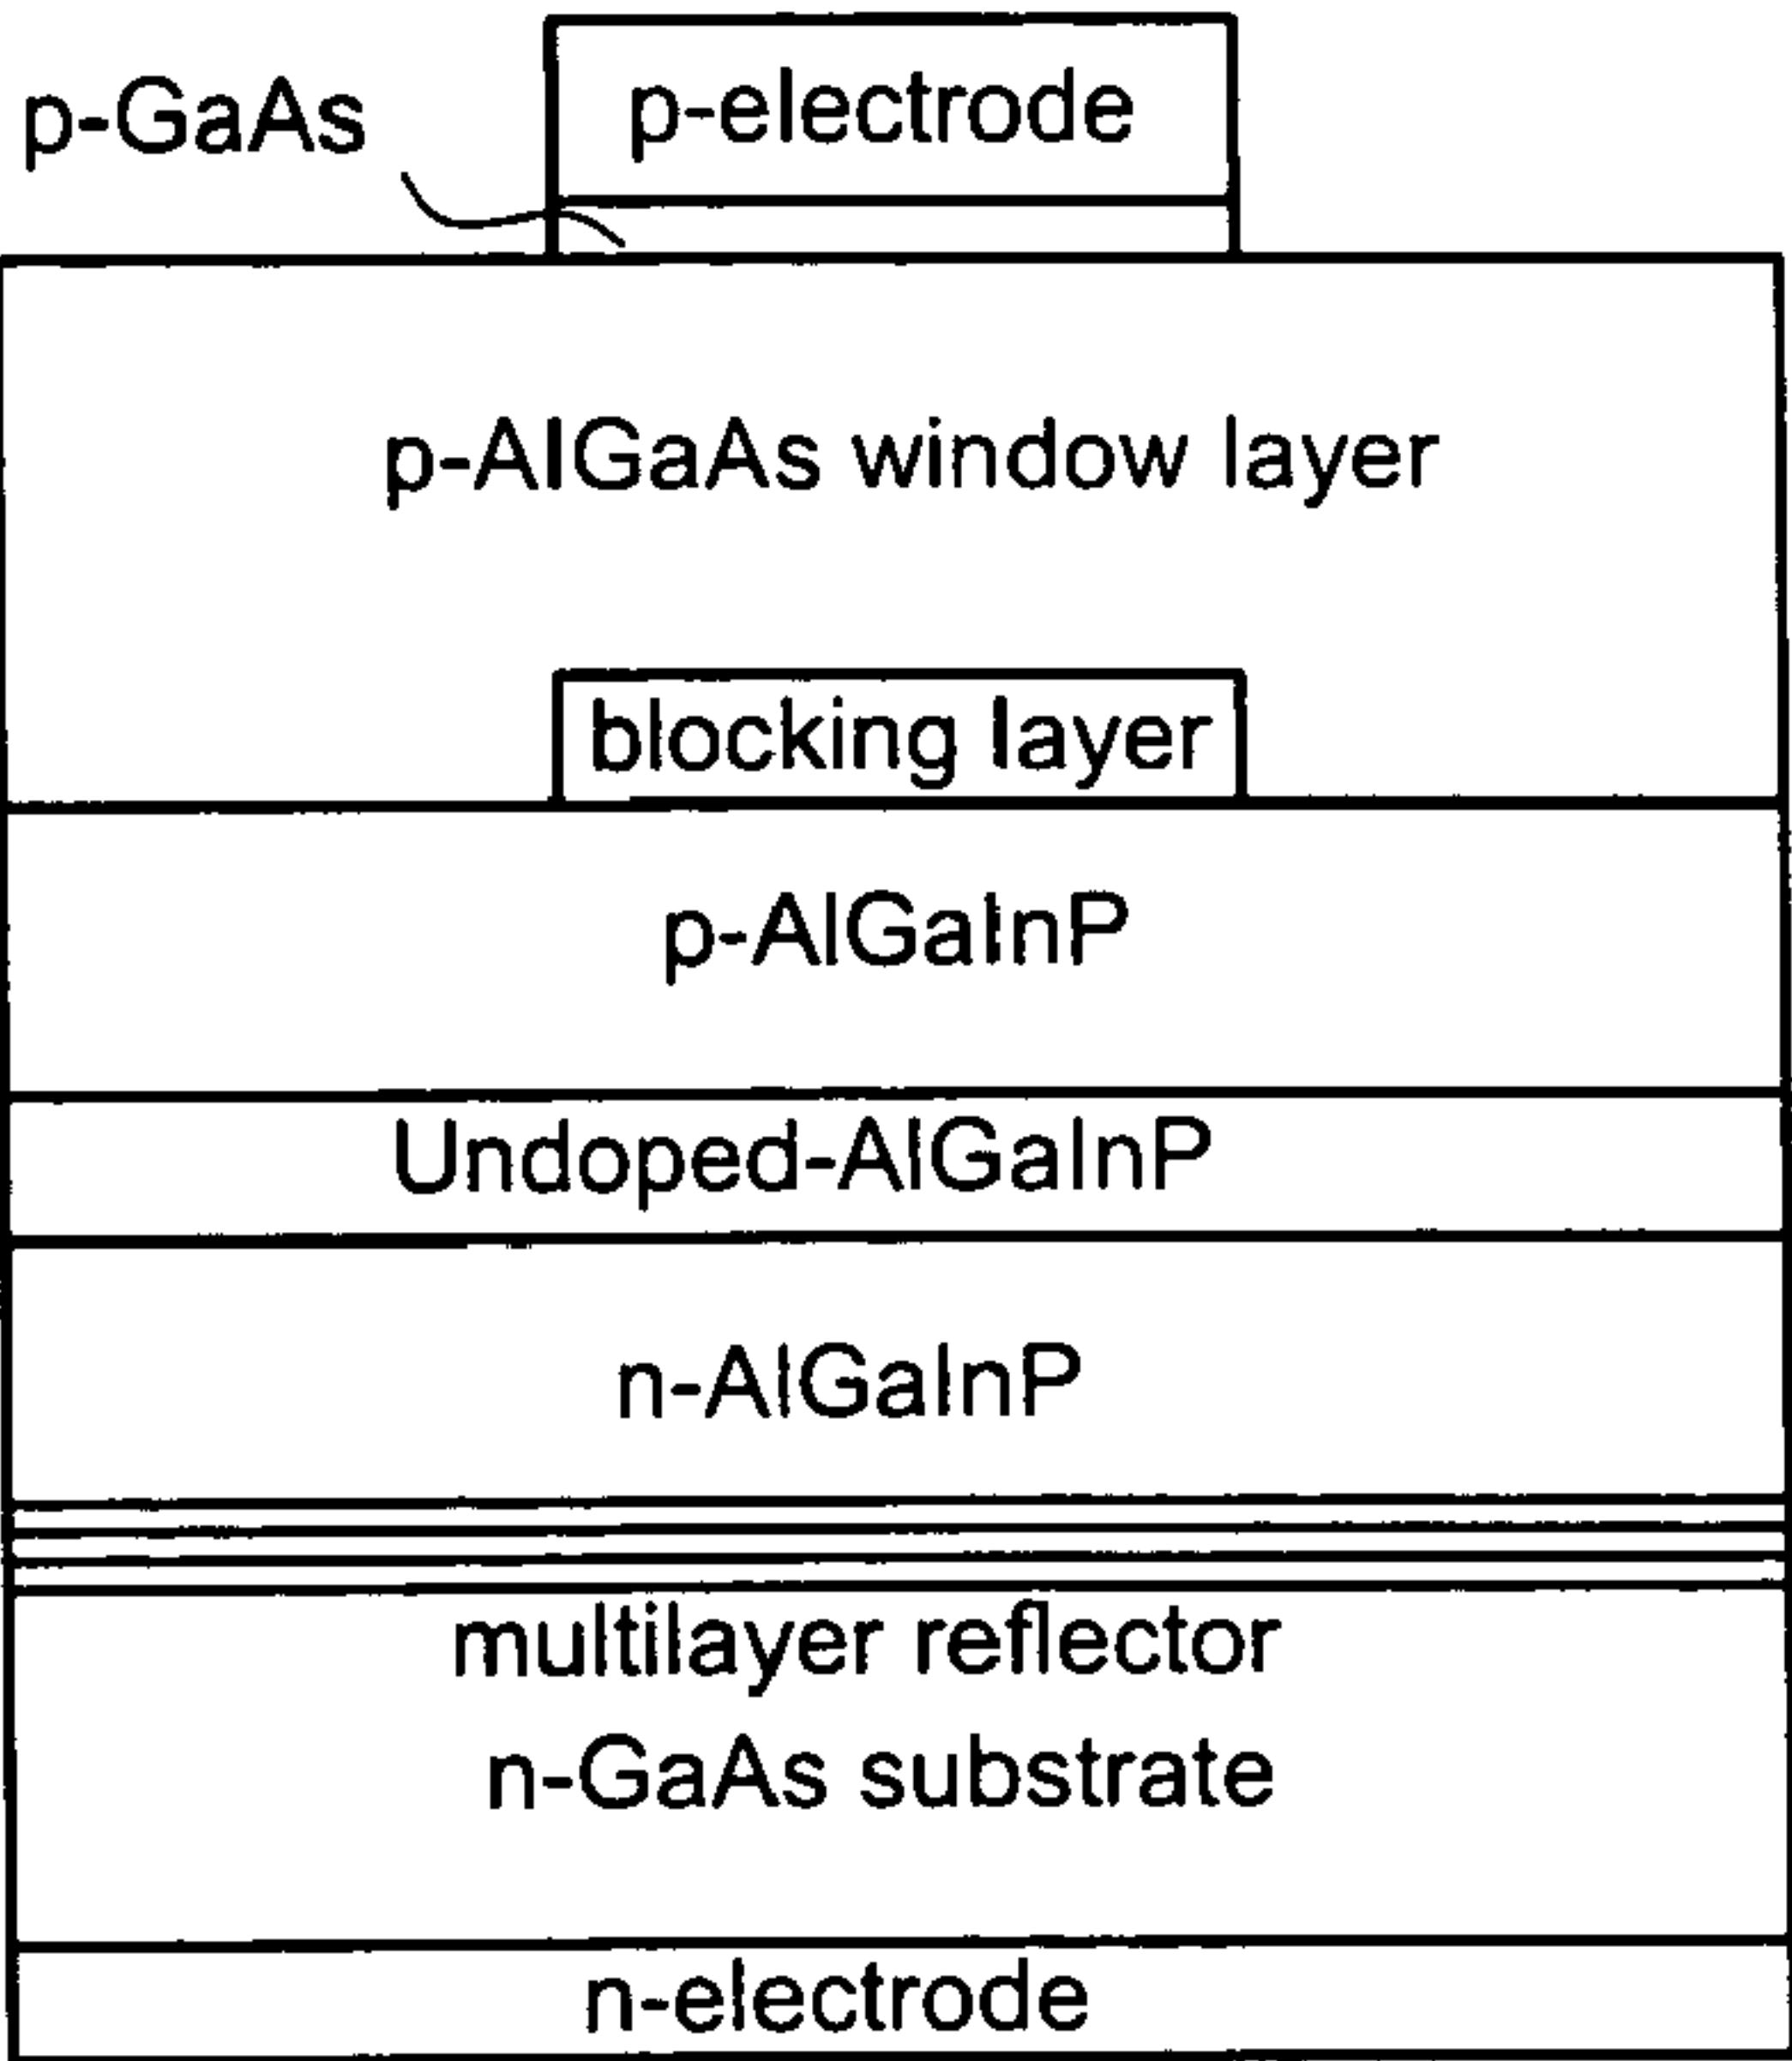 p-GaAs
p-electrode
p-AlGaAs window layer
blocking layer
p-AlGaInP
Undoped-AlGaInP
n-AlGaInP
multilayer reflector
n-GaAs substrate
n-electrode